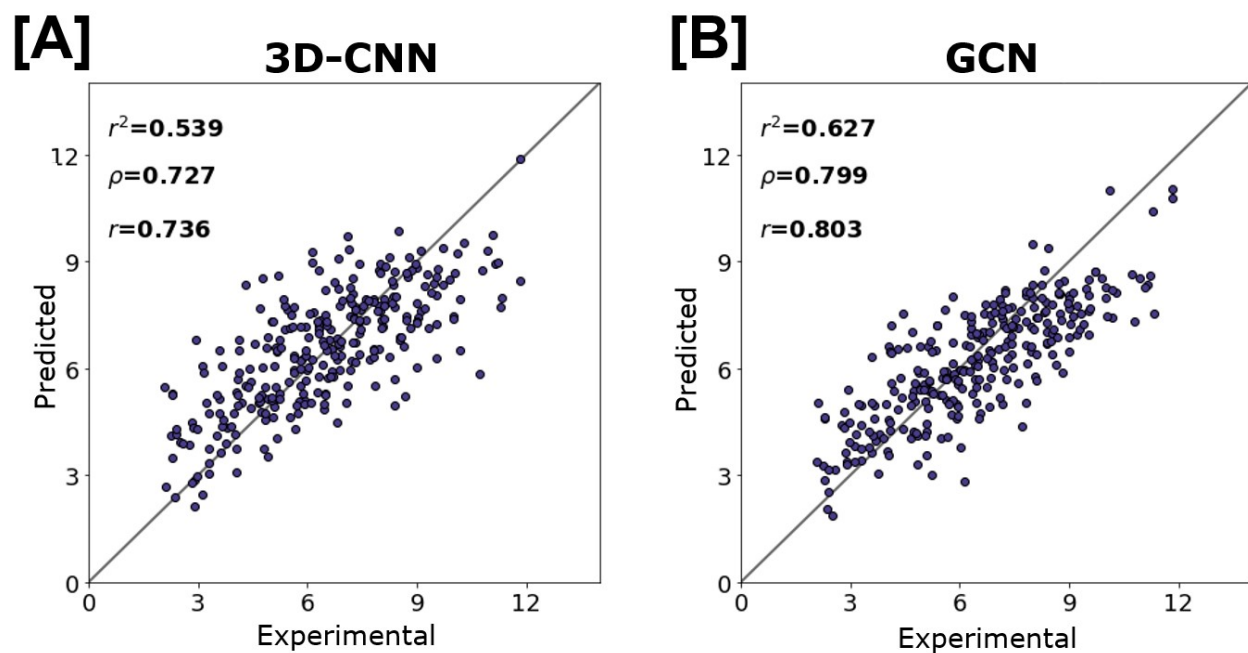 [A]
3D-CNN
r²=0.539
ρ=0.727
r=0.736
Predicted
12
9
6
3
0
0 3 6 9 12
Experimental
[B]
GCN
r²=0.627
ρ=0.799
r=0.803
Predicted
12
9
6
3
0
0 3 6 9 12
Experimental